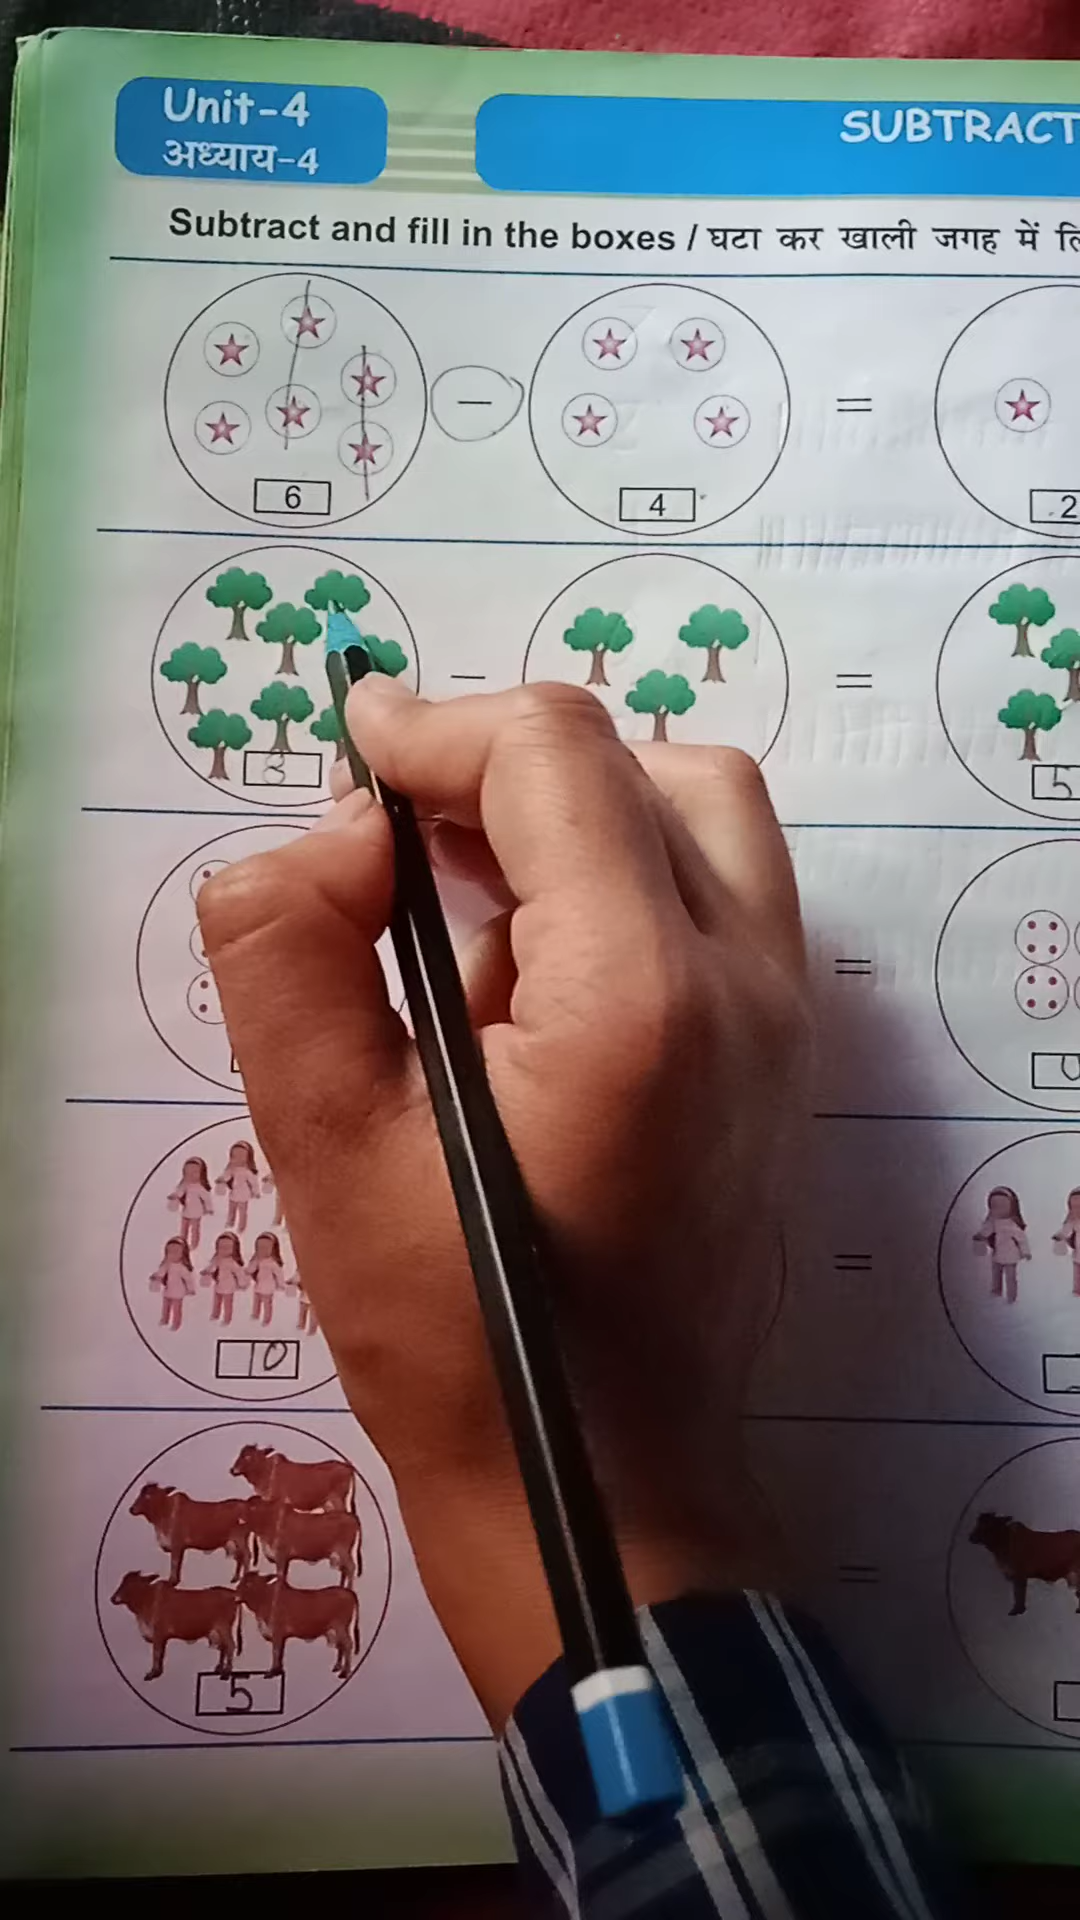 Unit-4
अध्याय-4
SUBTRACT
Subtract and fill in the boxes / घटा कर खाली जगह में
6 − 4 = 2
8 − = 5
=
10 =
5 =